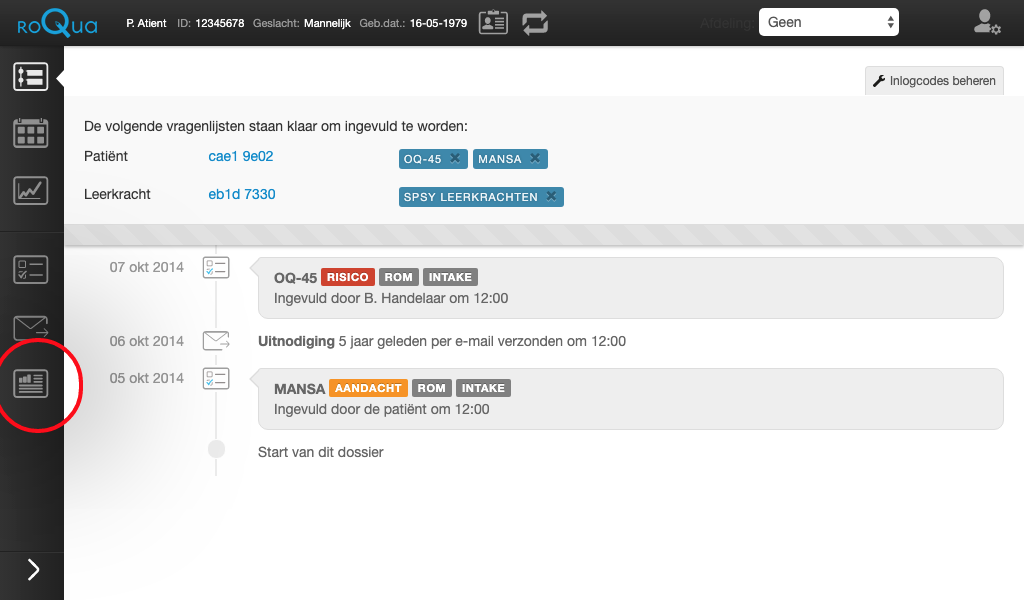 roQua
P. Atient ID: 12345678 Geslacht: Mannelijk Geb.dat.: 16-05-1979 Afdeling: Geen
Inlogcodes beheren
De volgende vragenlijsten staan klaar om ingevuld te worden:
Patiënt cae1 9e02 OQ-45 MANSA
Leerkracht eb1d 7330 SPSY LEERKRACHTEN
07 okt 2014 OQ-45 RISICO ROM INTAKE
Ingevuld door B. Handelaar om 12:00
06 okt 2014 Uitnodiging 5 jaar geleden per e-mail verzonden om 12:00
05 okt 2014 MANSA AANDACHT ROM INTAKE
Ingevuld door de patiënt om 12:00
Start van dit dossier